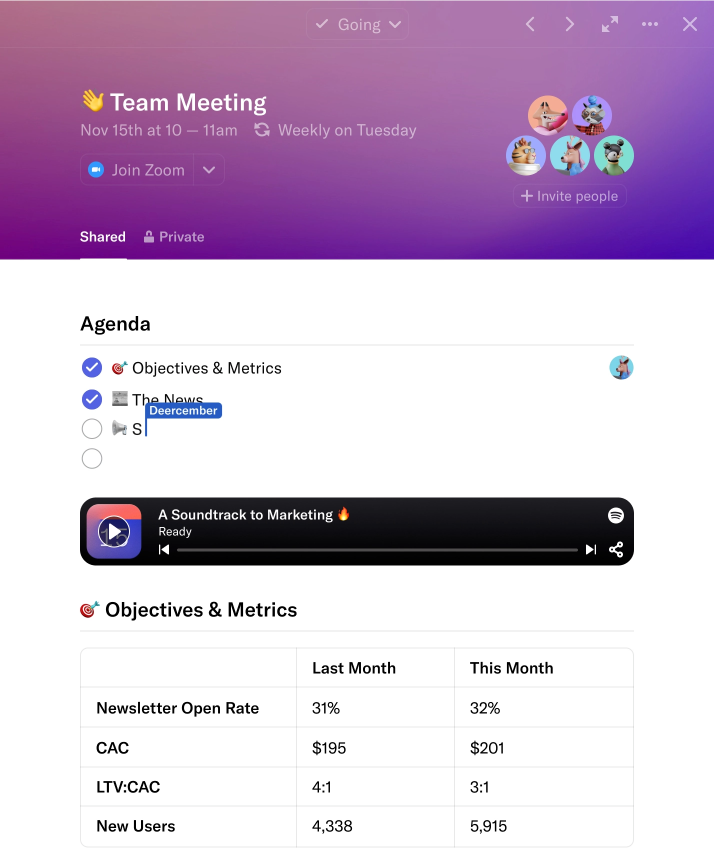 Going
Team Meeting
Nov 15th at 10 — 11am Weekly on Tuesday
Join Zoom
+ Invite people
Shared Private
Agenda
Objectives & Metrics
The News
Deercember
S
A Soundtrack to Marketing 🔥
Ready
Objectives & Metrics
Last Month This Month
Newsletter Open Rate 31% 32%
CAC $195 $201
LTV:CAC 4:1 3:1
New Users 4,338 5,915